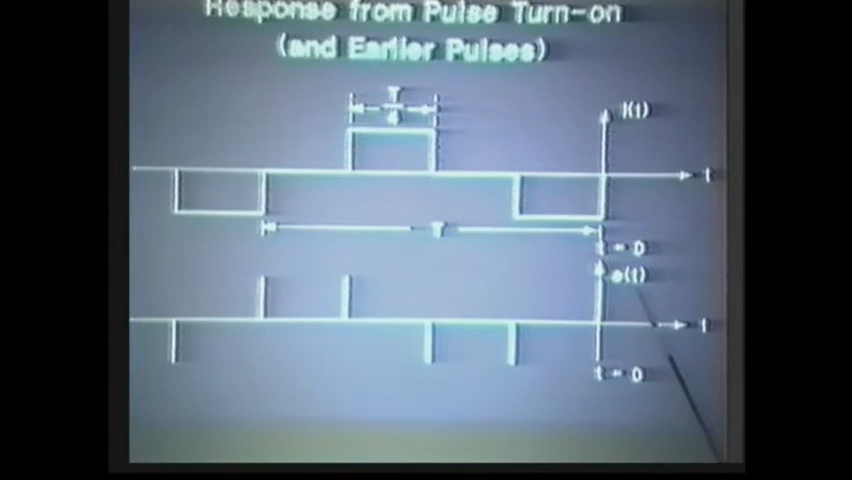 Response from Pulse Turn-on
(and Earlier Pulses)
T
4
I(t)
t
T
t = 0
e(t)
t
t = 0